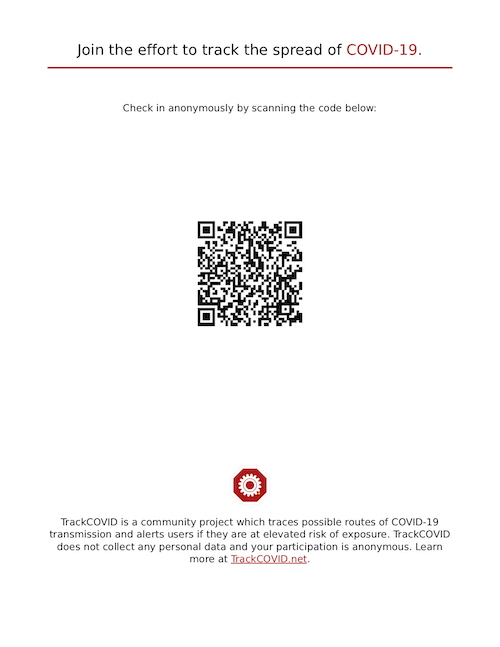 Join the effort to track the spread of COVID-19.
Check in anonymously by scanning the code below:
TrackCOVID is a community project which traces possible routes of COVID-19
transmission and alerts users if they are at elevated risk of exposure. TrackCOVID
does not collect any personal data and your participation is anonymous. Learn
more at TrackCOVID.net.